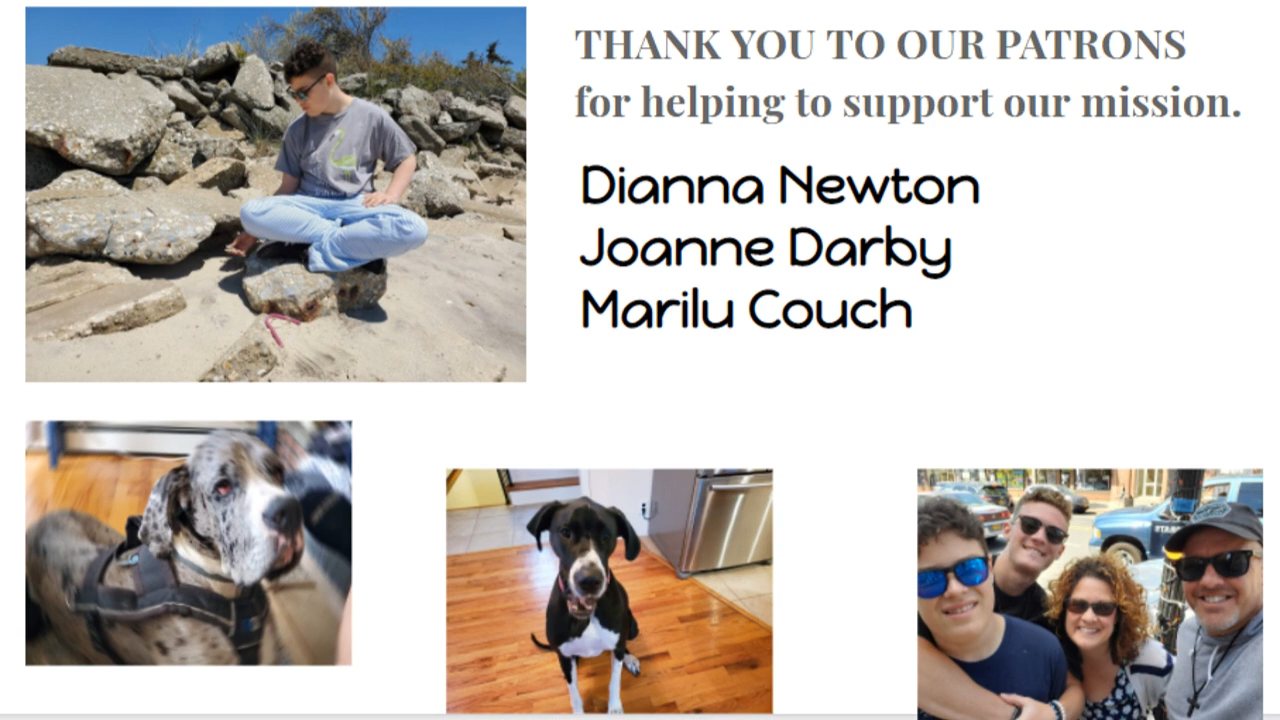 THANK YOU TO OUR PATRONS
for helping to support our mission.
Dianna Newton
Joanne Darby
Marilu Couch